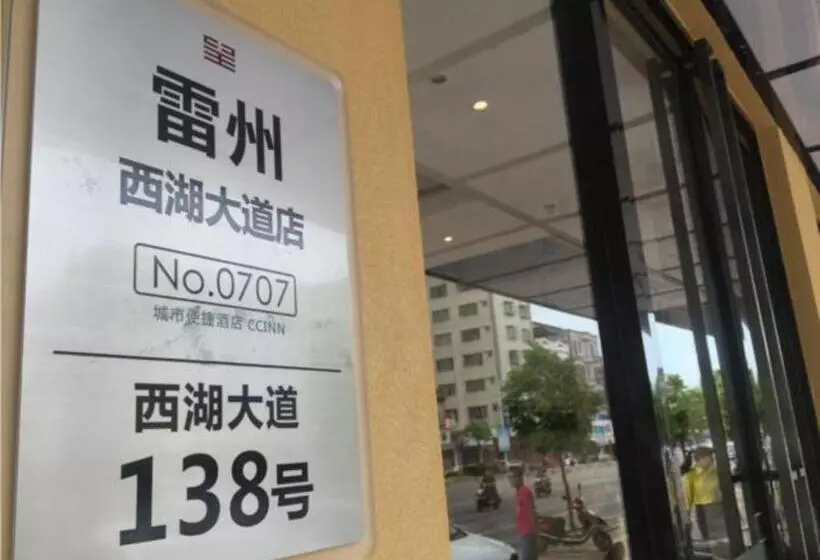 雷州
西湖大道店
No.0707
城市便捷酒店 CCINN
西湖大道
138号